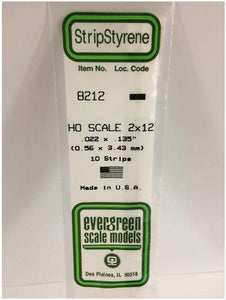 StripStyrene
Item No. Loc. Code
8212
HO SCALE 2x12
.022 x .135"
(0.56 x 3.43 mm)
10 Strips
Made in U.S.A.
evergreen
scale models
Des Plaines, IL 60018